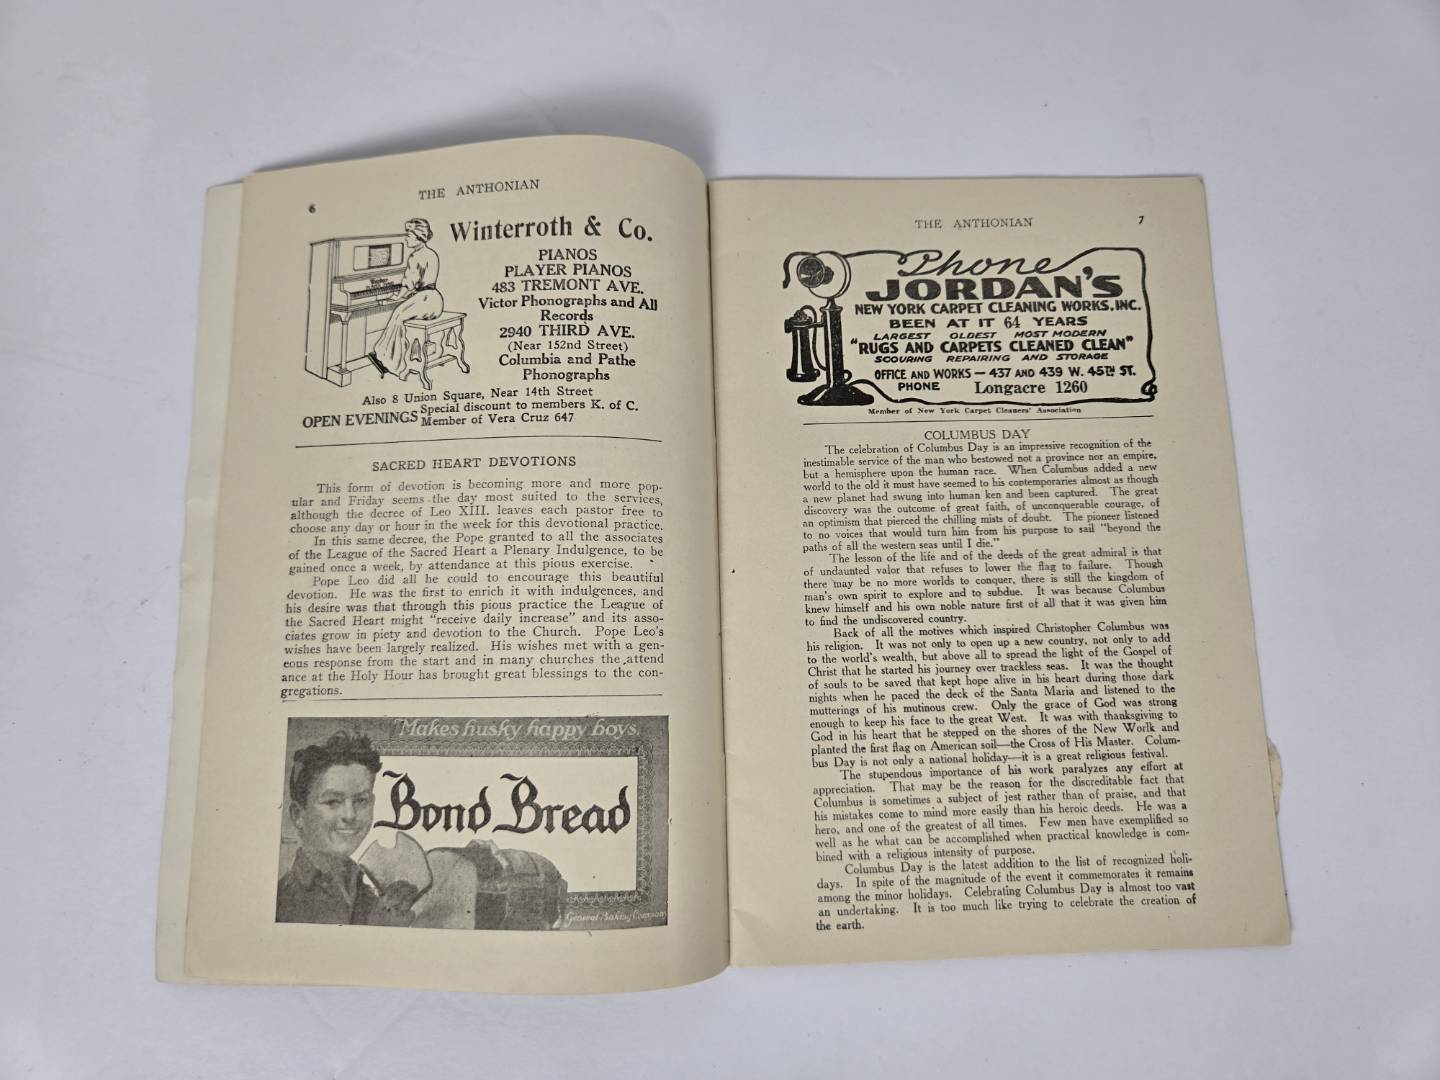 6
THE ANTHONIAN
Winterroth & Co.
PIANOS
PLAYER PIANOS
483 TREMONT AVE.
Victor Phonographs and All
Records
2940 THIRD AVE.
(Near 152nd Street)
Columbia and Pathe
Phonographs
Also 8 Union Square, Near 14th Street
OPEN EVENINGS Special discount to members K. of C.
Member of Vera Cruz 647
SACRED HEART DEVOTIONS
This form of devotion is becoming more and more pop-
ular and Friday seems the day most suited to the services,
although the decree of Leo XIII. leaves each pastor free to
choose any day or hour in the week for this devotional practice.
In this same decree, the Pope granted to all the associates
of the League of the Sacred Heart a Plenary Indulgence, to be
gained once a week, by attendance at this pious exercise.
Pope Leo did all he could to encourage this beautiful
devotion. He was the first to enrich it with indulgences, and
his desire was that through this pious practice the League of
the Sacred Heart might "receive daily increase" and its asso-
ciates grow in piety and devotion to the Church. Pope Leo's
wishes have been largely realized. His wishes met with a gen-
eous response from the start and in many churches the attend
ance at the Holy Hour has brought great blessings to the con-
gregations.
Makes husky happy boys.
Bond Bread
General Baking Company
THE ANTHONIAN
7
Phone
JORDAN'S
NEW YORK CARPET CLEANING WORKS, INC.
BEEN AT IT 64 YEARS
LARGEST OLDEST MOST MODERN
"RUGS AND CARPETS CLEANED CLEAN"
SCOURING REPAIRING AND STORAGE
OFFICE AND WORKS — 437 AND 439 W. 45TH ST.
PHONE Longacre 1260
Member of New York Carpet Cleaners' Association
COLUMBUS DAY
The celebration of Columbus Day is an impressive recognition of the
inestimable service of the man who bestowed not a province nor an empire,
but a hemisphere upon the human race. When Columbus added a new
world to the old it must have seemed to his contemporaries almost as though
a new planet had swung into human ken and been captured. The great
discovery was the outcome of great faith, of unconquerable courage, of
an optimism that pierced the chilling mists of doubt. The pioneer listened
to no voices that would turn him from his purpose to sail "beyond the
paths of all the western seas until I die."
The lesson of the life and of the deeds of the great admiral is that
of undaunted valor that refuses to lower the flag to failure. Though
there may be no more worlds to conquer, there is still the kingdom of
man's own spirit to explore and to subdue. It was because Columbus
knew himself and his own noble nature first of all that it was given him
to find the undiscovered country.
Back of all the motives which inspired Christopher Columbus was
his religion. It was not only to open up a new country, not only to add
to the world's wealth, but above all to spread the light of the Gospel of
Christ that he started his journey over trackless seas. It was the thought
of souls to be saved that kept hope alive in his heart during those dark
nights when he paced the deck of the Santa Maria and listened to the
mutterings of his mutinous crew. Only the grace of God was strong
enough to keep his face to the great West. It was with thanksgiving to
God in his heart that he stepped on the shores of the New Worlk and
planted the first flag on American soil—the Cross of His Master. Colum-
bus Day is not only a national holiday—it is a great religious festival.
The stupendous importance of his work paralyzes any effort at
appreciation. That may be the reason for the discreditable fact that
Columbus is sometimes a subject of jest rather than of praise, and that
his mistakes come to mind more easily than his heroic deeds. He was a
hero, and one of the greatest of all times. Few men have exemplified so
well as he what can be accomplished when practical knowledge is com-
bined with a religious intensity of purpose.
Columbus Day is the latest addition to the list of recognized holi-
days. In spite of the magnitude of the event it commemorates it remains
among the minor holidays. Celebrating Columbus Day is almost too vast
an undertaking. It is too much like trying to celebrate the creation of
the earth.